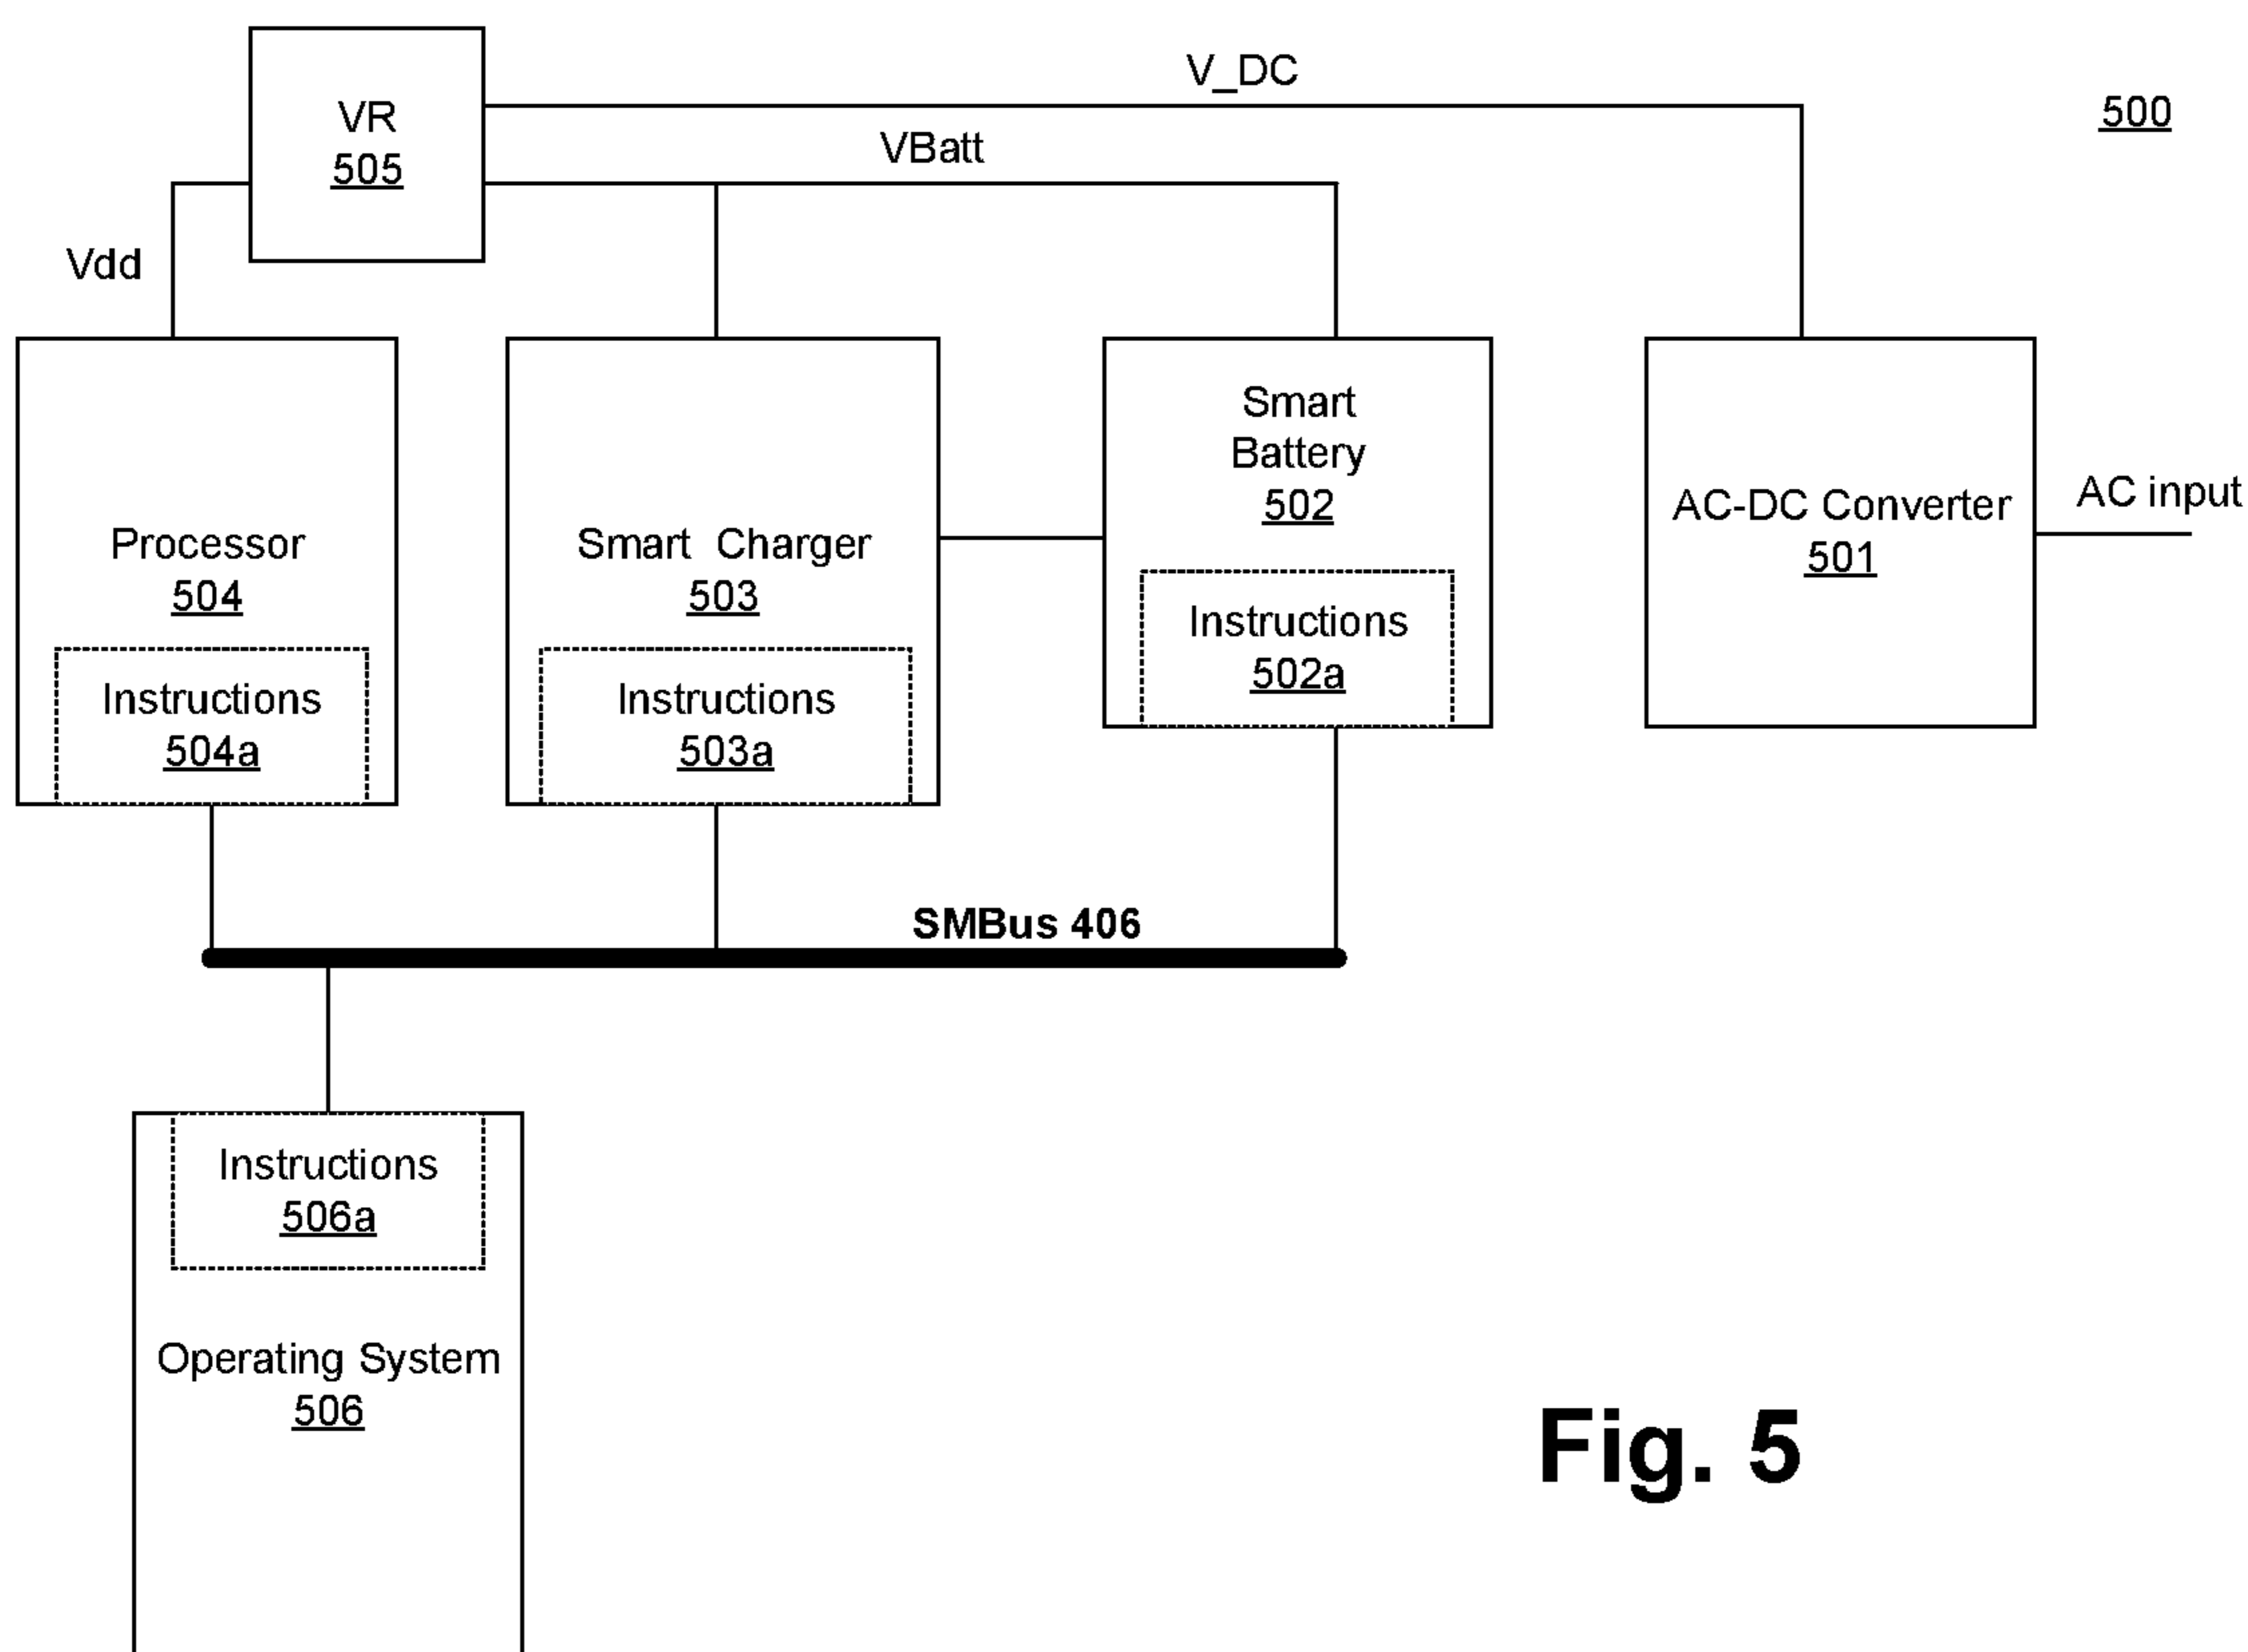 V_DC
500
VR
505
VBatt
Vdd
Smart
Battery
502
AC-DC Converter
501
AC input
Processor
504
Smart Charger
503
Instructions
502a
Instructions
504a
Instructions
503a
SMBus 406
Instructions
506a
Operating System
506
Fig. 5